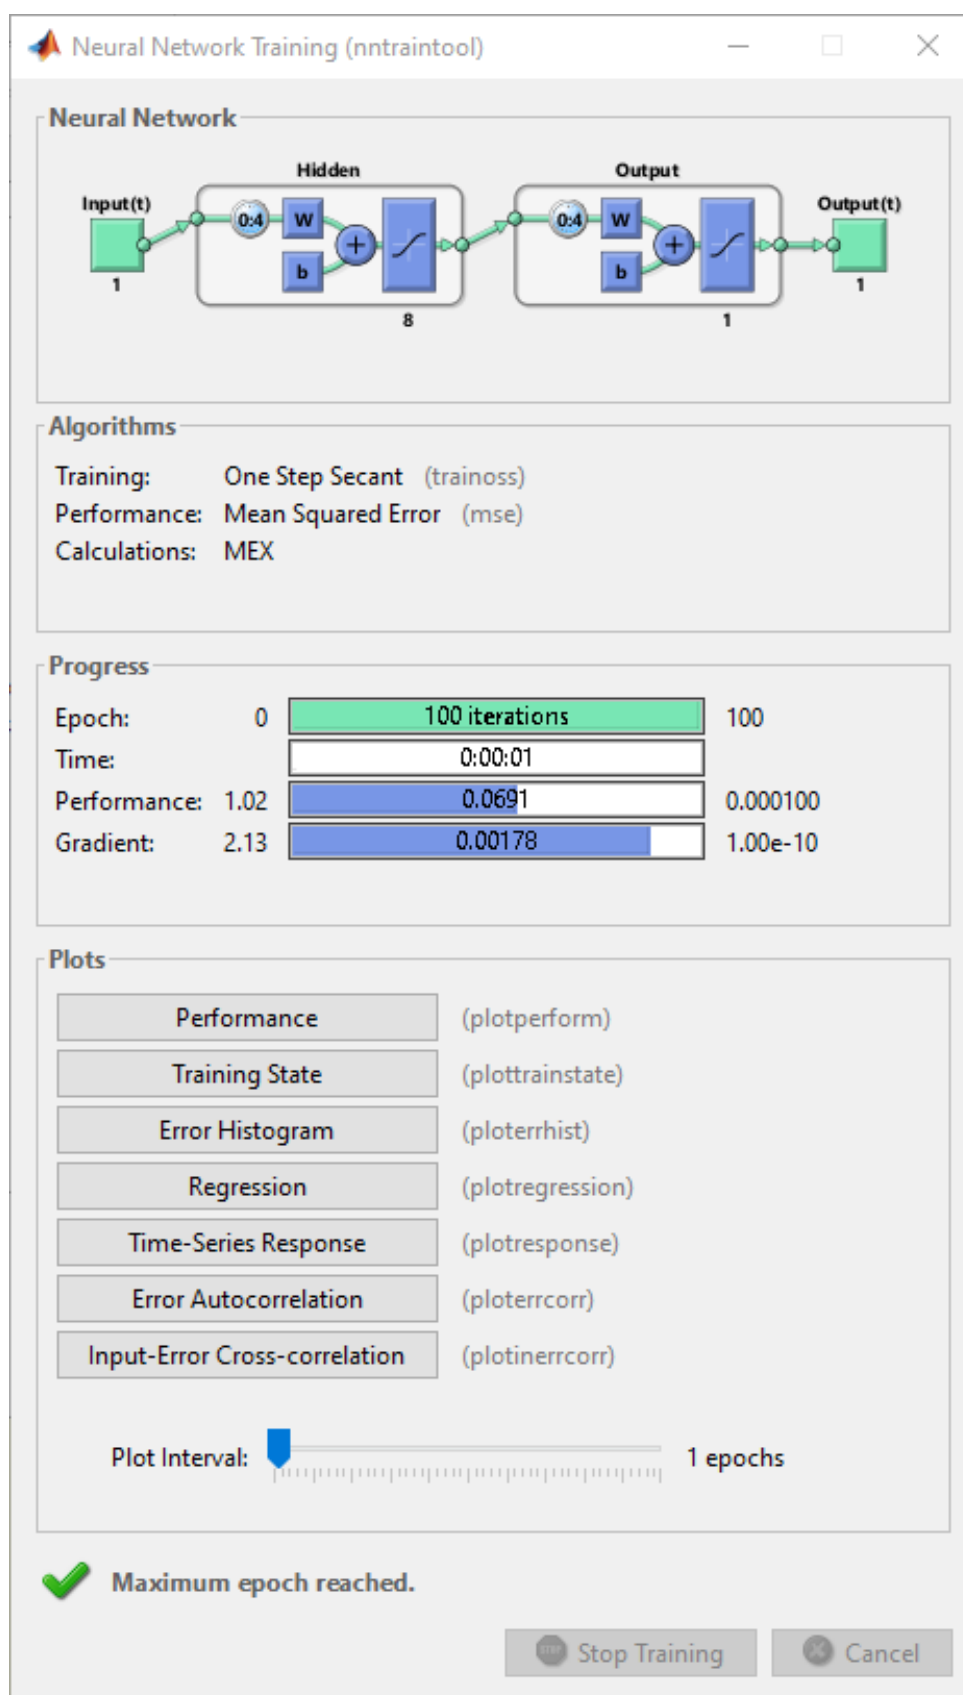 Neural Network Training (nntraintool)
Neural Network
Hidden
Output
Input(t)
Output(t)
0:4
W
b
0:4
W
b
1
8
1
1
Algorithms
Training: One Step Secant (trainoss)
Performance: Mean Squared Error (mse)
Calculations: MEX
Progress
Epoch: 0 100 iterations 100
Time: 0:00:01
Performance: 1.02 0.0691 0.000100
Gradient: 2.13 0.00178 1.00e-10
Plots
Performance (plotperform)
Training State (plottrainstate)
Error Histogram (ploterrhist)
Regression (plotregression)
Time-Series Response (plotresponse)
Error Autocorrelation (ploterrcorr)
Input-Error Cross-correlation (plotinerrcorr)
Plot Interval: 1 epochs
Maximum epoch reached.
STOP Stop Training Cancel